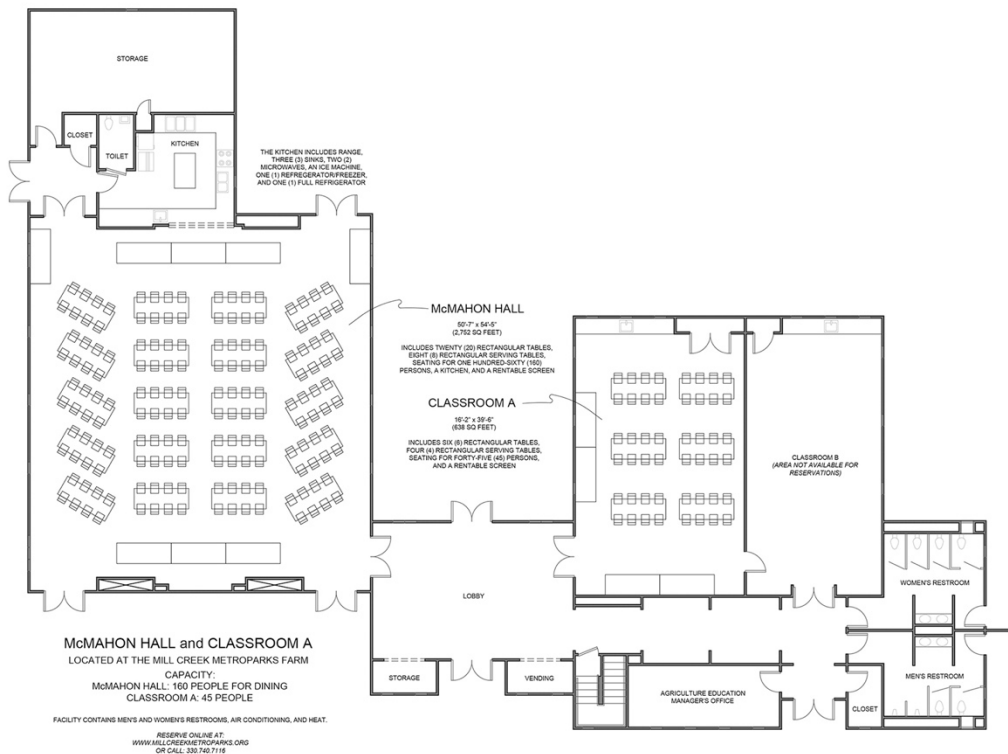 STORAGE
CLOSET
TOILET
KITCHEN
THE KITCHEN INCLUDES RANGE,
THREE (3) SINKS, TWO (2)
MICROWAVES, AN ICE MACHINE,
ONE (1) REFREGERATOR/FREEZER,
AND ONE (1) FULL REFRIGERATOR
McMAHON HALL
50'-7" x 54'-5"
(2,752 SQ FEET)
INCLUDES TWENTY (20) RECTANGULAR TABLES,
EIGHT (8) RECTANGULAR SERVING TABLES,
SEATING FOR ONE HUNDRED-SIXTY (160)
PERSONS, A KITCHEN, AND A RENTABLE SCREEN
CLASSROOM A
16'-2" x 39'-6"
(638 SQ FEET)
INCLUDES SIX (6) RECTANGULAR TABLES,
FOUR (4) RECTANGULAR SERVING TABLES,
SEATING FOR FORTY-FIVE (45) PERSONS,
AND A RENTABLE SCREEN
CLASSROOM B
(AREA NOT AVAILABLE FOR
RESERVATIONS)
WOMEN'S RESTROOM
LOBBY
MEN'S RESTROOM
STORAGE
VENDING
AGRICULTURE EDUCATION
MANAGER'S OFFICE
CLOSET
McMAHON HALL and CLASSROOM A
LOCATED AT THE MILL CREEK METROPARKS FARM
CAPACITY:
McMAHON HALL: 160 PEOPLE FOR DINING
CLASSROOM A: 45 PEOPLE
FACILITY CONTAINS MEN'S AND WOMEN'S RESTROOMS, AIR CONDITIONING, AND HEAT.
RESERVE ONLINE AT:
WWW.MILLCREEKMETROPARKS.ORG
OR CALL: 330.740.7116